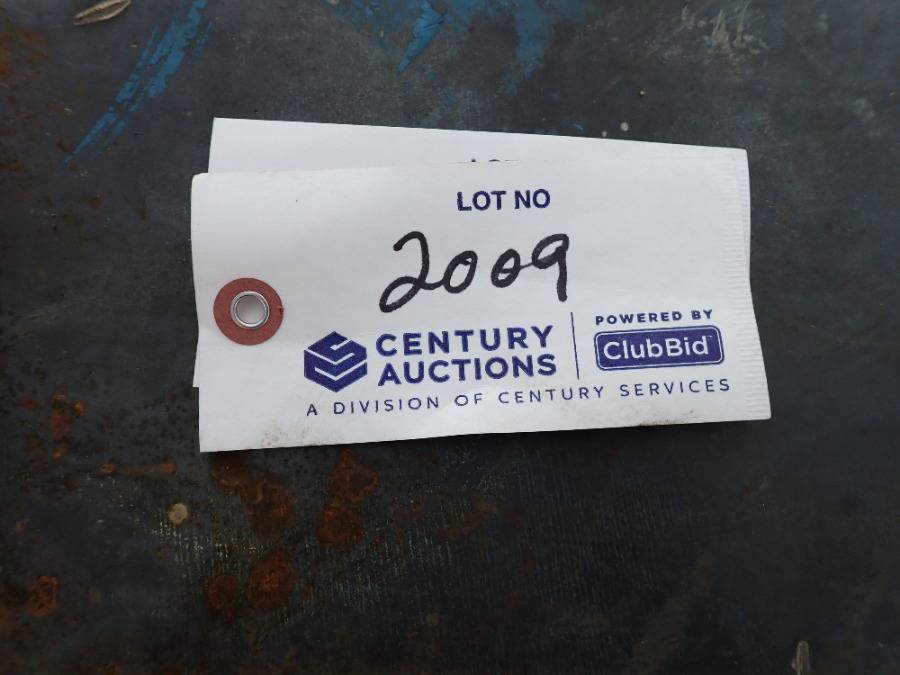 LOT NO
2009
CENTURY AUCTIONS
POWERED BY
ClubBid
A DIVISION OF CENTURY SERVICES